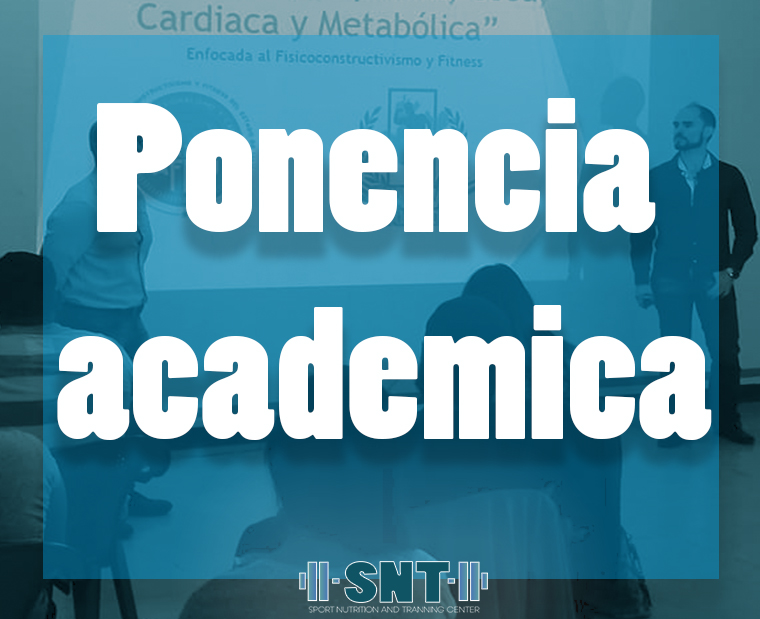 Cardiaca y Metabólica”
Enfocada al Fisicoconstructivismo y Fitness
Ponencia
academica
SNT
SPORT NUTRITION AND TRANNING CENTER